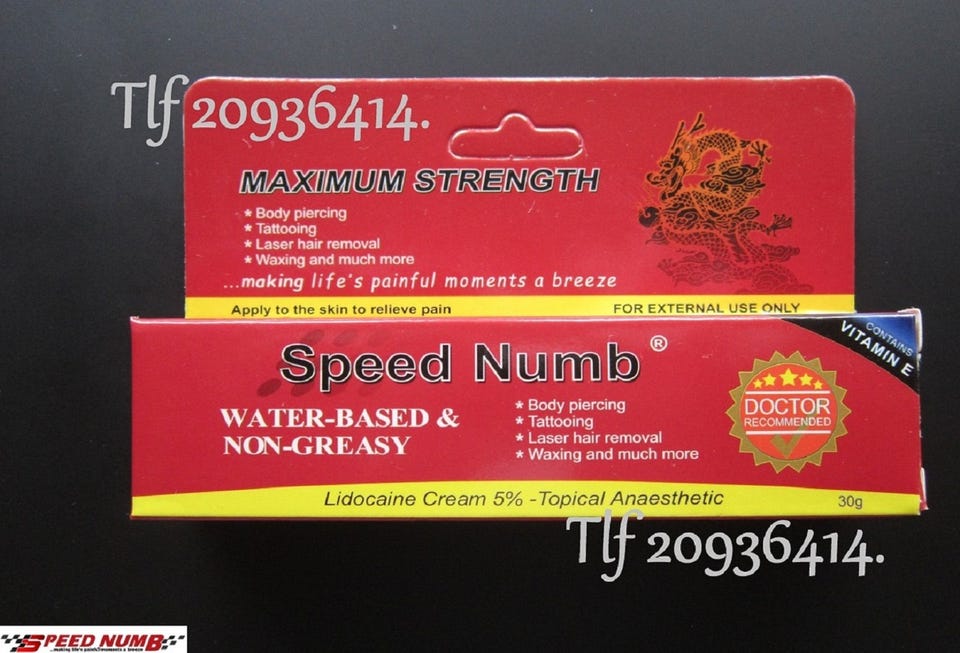 Tlf 20936414.
MAXIMUM STRENGTH
* Body piercing
* Tattooing
* Laser hair removal
* Waxing and much more
...making life's painful moments a breeze
Apply to the skin to relieve pain
FOR EXTERNAL USE ONLY
Speed Numb®
CONTAINS
VITAMIN E
WATER-BASED &
NON-GREASY
* Body piercing
* Tattooing
* Laser hair removal
* Waxing and much more
DOCTOR
RECOMMENDED
Lidocaine Cream 5% -Topical Anaesthetic
30g
Tlf 20936414.
SPEED NUMB